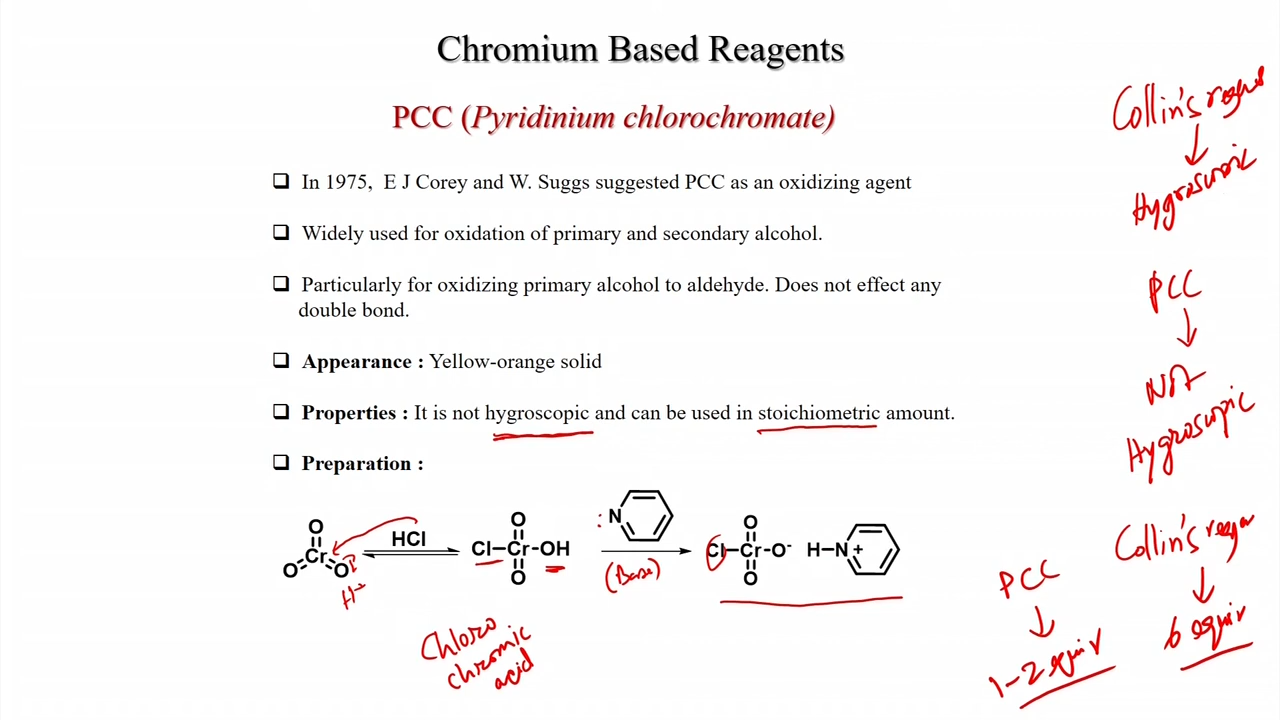 Chromium Based Reagents
PCC (Pyridinium chlorochromate)
❑ In 1975, E J Corey and W. Suggs suggested PCC as an oxidizing agent
❑ Widely used for oxidation of primary and secondary alcohol.
❑ Particularly for oxidizing primary alcohol to aldehyde. Does not effect any
double bond.
❑ Appearance : Yellow-orange solid
❑ Properties : It is not hygroscopic and can be used in stoichiometric amount.
❑ Preparation :
O
O=Cr=O
H+
HCl
O
Cl-Cr-OH
O
:N
(Base)
O
Cl-Cr-O-
O
H-N+
Chloro
chromic
acid
Collin's
Hygroscopic
PCC
Not
Hygroscopic
Collin's
6 equiv
PCC
1-2 equiv